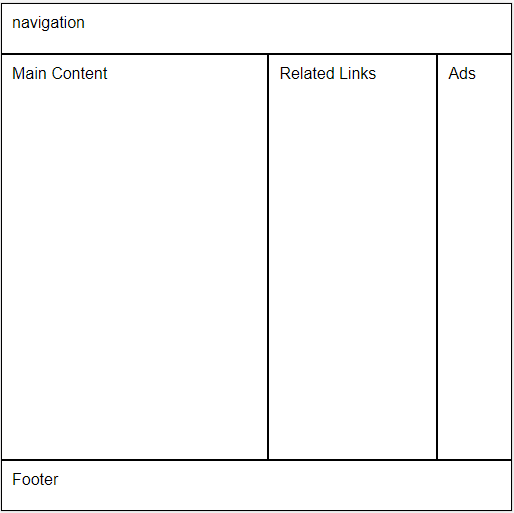 navigation
Main Content
Related Links
Ads
Footer